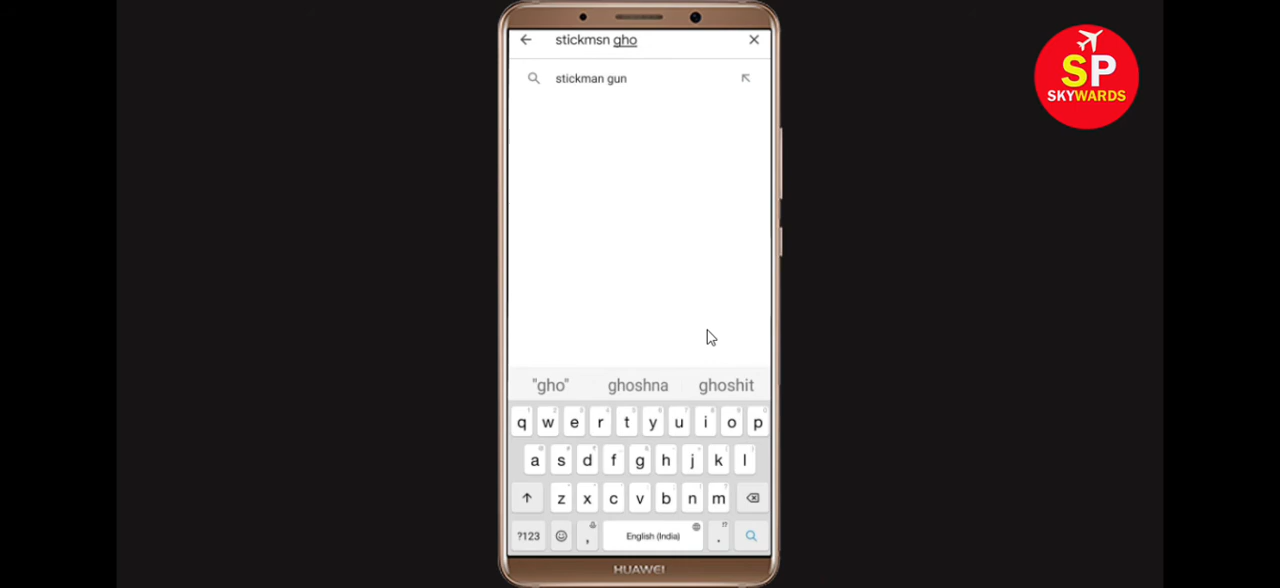 stickmsn gho
SP
SKYWARDS
stickman gun
"gho" ghoshna ghoshit
q w e r t y u i o p
a s d f g h j k l
z x c v b n m
?123 , English (India) .
HUAWEI